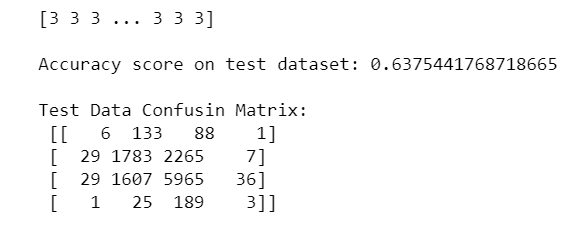 [3 3 3 ... 3 3 3]
Accuracy score on test dataset: 0.6375441768718665
Test Data Confusin Matrix:
[[ 6 133 88 1]
[ 29 1783 2265 7]
[ 29 1607 5965 36]
[ 1 25 189 3]]